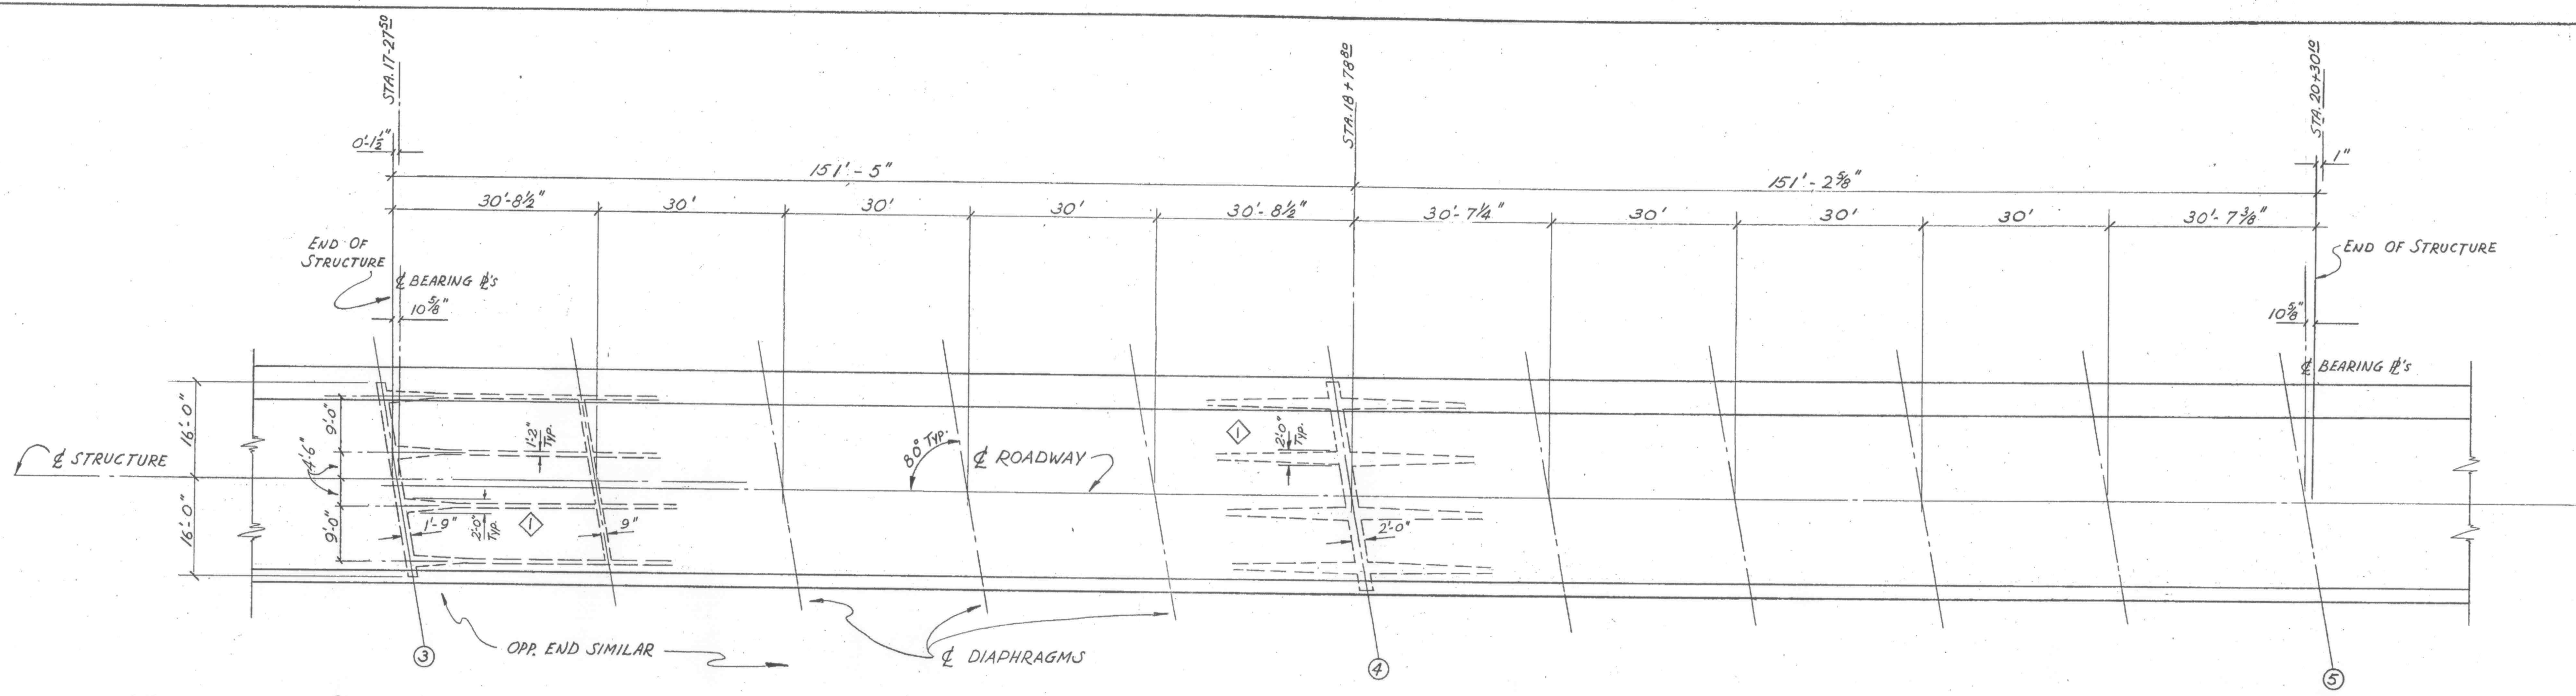 STA. 17-27 50
STA. 18 + 78 80
STA. 20 + 30 10
0'-1½"
1"
151'-5"
151'-2⅝"
30'-8½"
30'
30'
30'
30'-8½"
30'-7¼"
30'
30'
30'
30'-7⅜"
END OF
STRUCTURE
℄ BEARING ⅊'S
10⅝"
END OF STRUCTURE
10⅝"
℄ BEARING ⅊'S
16'-0"
9'-0"
4'-6"
9'-0"
16'-0"
℄ STRUCTURE
1'-2"
TYP.
80° TYP.
℄ ROADWAY
1
2'-0"
TYP.
1'-9"
2'-0"
TYP.
1
9"
2'-0"
3
OPP. END SIMILAR
℄ DIAPHRAGMS
4
5